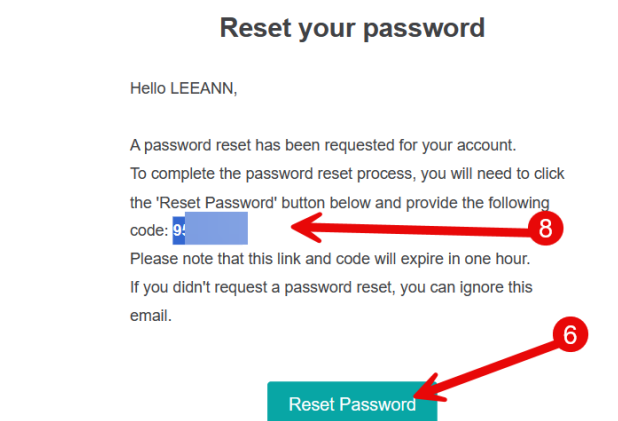 Reset your password
Hello LEEANN,
A password reset has been requested for your account.
To complete the password reset process, you will need to click
the 'Reset Password' button below and provide the following
code: 95
8
Please note that this link and code will expire in one hour.
If you didn't request a password reset, you can ignore this
email.
6
Reset Password